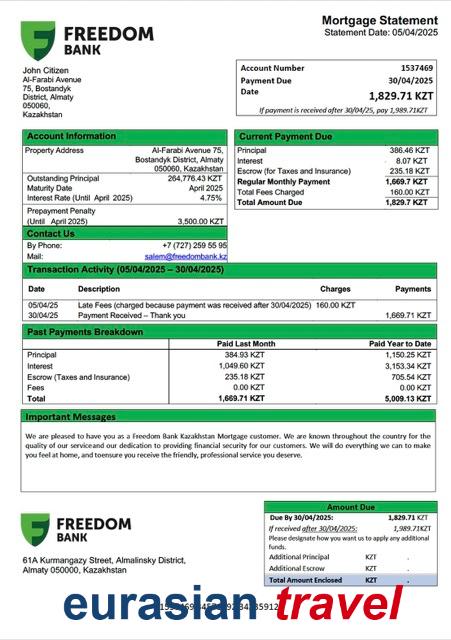 FREEDOM
BANK
Mortgage Statement
Statement Date: 05/04/2025
John Citizen
Al-Farabi Avenue
75, Bostandyk
District, Almaty
050060,
Kazakhstan
Account Number 1537469
Payment Due 30/04/2025
Date 1,829.71 KZT
If payment is received after 30/04/25, pay 1,989.71KZT
Account Information
Property Address Al-Farabi Avenue 75,
Bostandyk District, Almaty
050060, Kazakhstan
Outstanding Principal 264,776.43 KZT
Maturity Date April 2025
Interest Rate (Until April 2025) 4.75%
Prepayment Penalty
(Until April 2025) 3,500.00 KZT
Current Payment Due
Principal 386.46 KZT
Interest 8.07 KZT
Escrow (for Taxes and Insurance) 235.18 KZT
Regular Monthly Payment 1,669.7 KZT
Total Fees Charged 160.00 KZT
Total Amount Due 1,829.7 KZT
Contact Us
By Phone: +7 (727) 259 55 95
Mail: salem@freedombank.kz
Transaction Activity (05/04/2025 – 30/04/2025)
Date Description Charges Payments
05/04/25 Late Fees (charged because payment was received after 30/04/2025) 160.00 KZT
30/04/25 Payment Received – Thank you 1,669.71 KZT
Past Payments Breakdown
Paid Last Month Paid Year to Date
Principal 384.93 KZT 1,150.25 KZT
Interest 1,049.60 KZT 3,153.34 KZT
Escrow (Taxes and Insurance) 235.18 KZT 705.54 KZT
Fees 0.00 KZT 0.00 KZT
Total 1,669.71 KZT 5,009.13 KZT
Important Messages
We are pleased to have you as a Freedom Bank Kazakhstan Mortgage customer. We are known throughout the country for the
quality of our serviceand our dedication to providing financial security for our customers. We will do everything we can to make
you feel at home, and toensure you receive the friendly, professional service you deserve.
FREEDOM
BANK
61A Kurmangazy Street, Almalinsky District,
Almaty 050000, Kazakhstan
Amount Due
Due By 30/04/2025: 1,829.71 KZT
If received after 30/04/2025: 1,989.71KZT
Please designate how you want us to apply any additional
funds.
Additional Principal KZT .
Additional Escrow KZT .
Total Amount Enclosed KZT .
eurasian travel